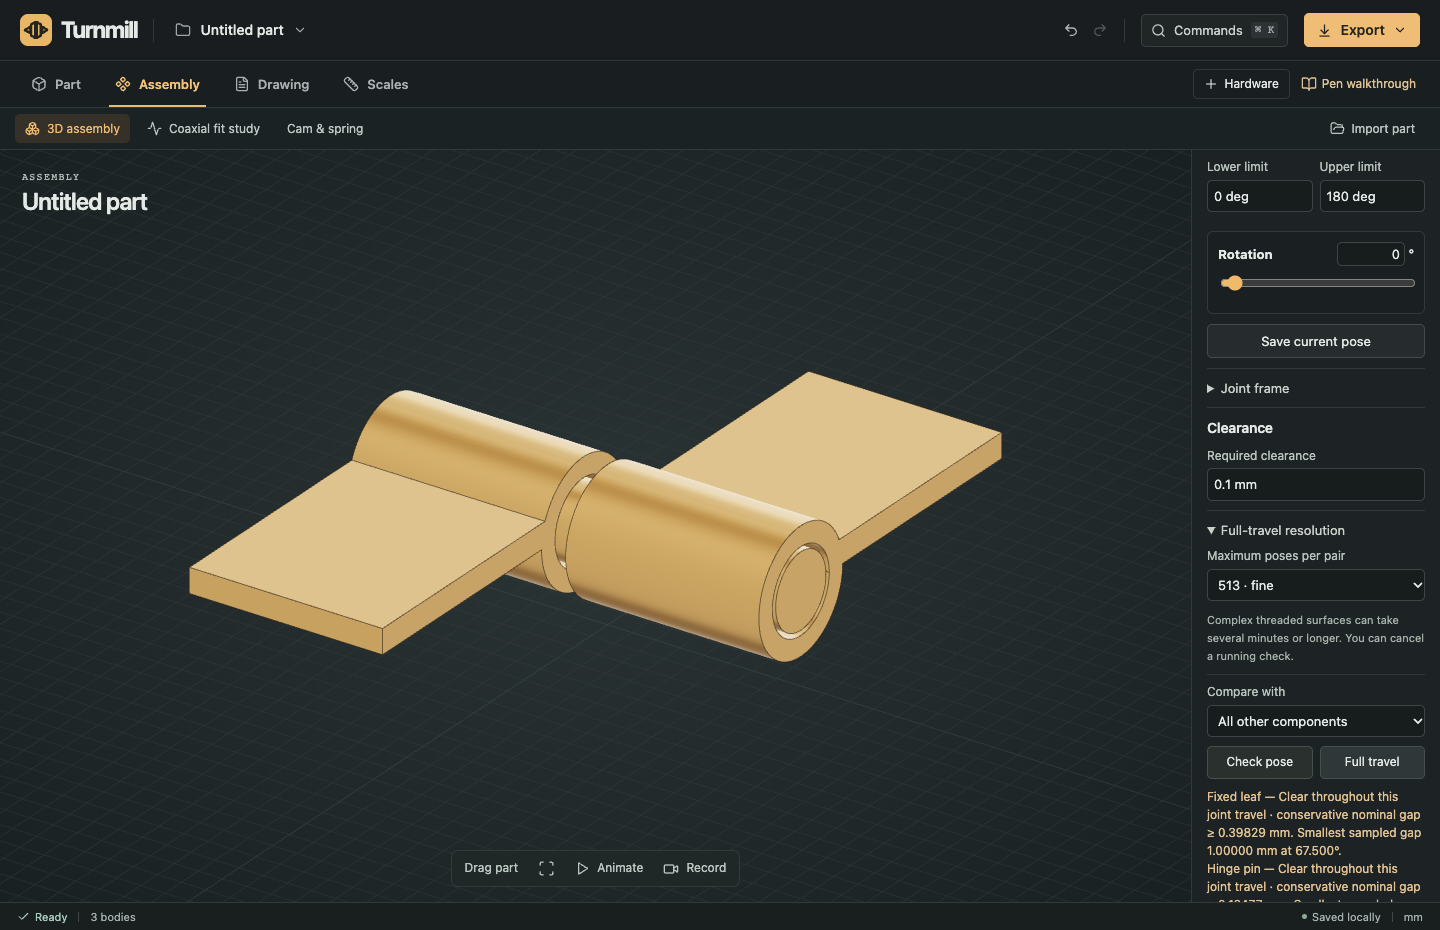 Turnmill
Untitled part
Commands ⌘ K
Export
Part
Assembly
Drawing
Scales
Hardware
Pen walkthrough
3D assembly
Coaxial fit study
Cam & spring
Import part
ASSEMBLY
Untitled part
Lower limit
Upper limit
0 deg
180 deg
Rotation
0 °
Save current pose
Joint frame
Clearance
Required clearance
0.1 mm
Full-travel resolution
Maximum poses per pair
513 · fine
Complex threaded surfaces can take
several minutes or longer. You can cancel
a running check.
Compare with
All other components
Check pose
Full travel
Fixed leaf — Clear throughout this
joint travel · conservative nominal gap
≥ 0.39829 mm. Smallest sampled gap
1.00000 mm at 67.500°.
Hinge pin — Clear throughout this
joint travel · conservative nominal gap
Drag part
Animate
Record
Ready
3 bodies
Saved locally
mm